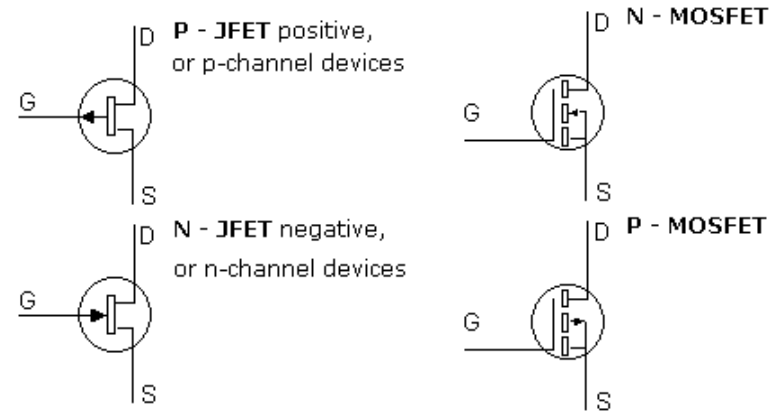 D
P - JFET positive,
or p-channel devices
G
S
D
N - MOSFET
G
S
D
N - JFET negative,
or n-channel devices
G
S
D
P - MOSFET
G
S